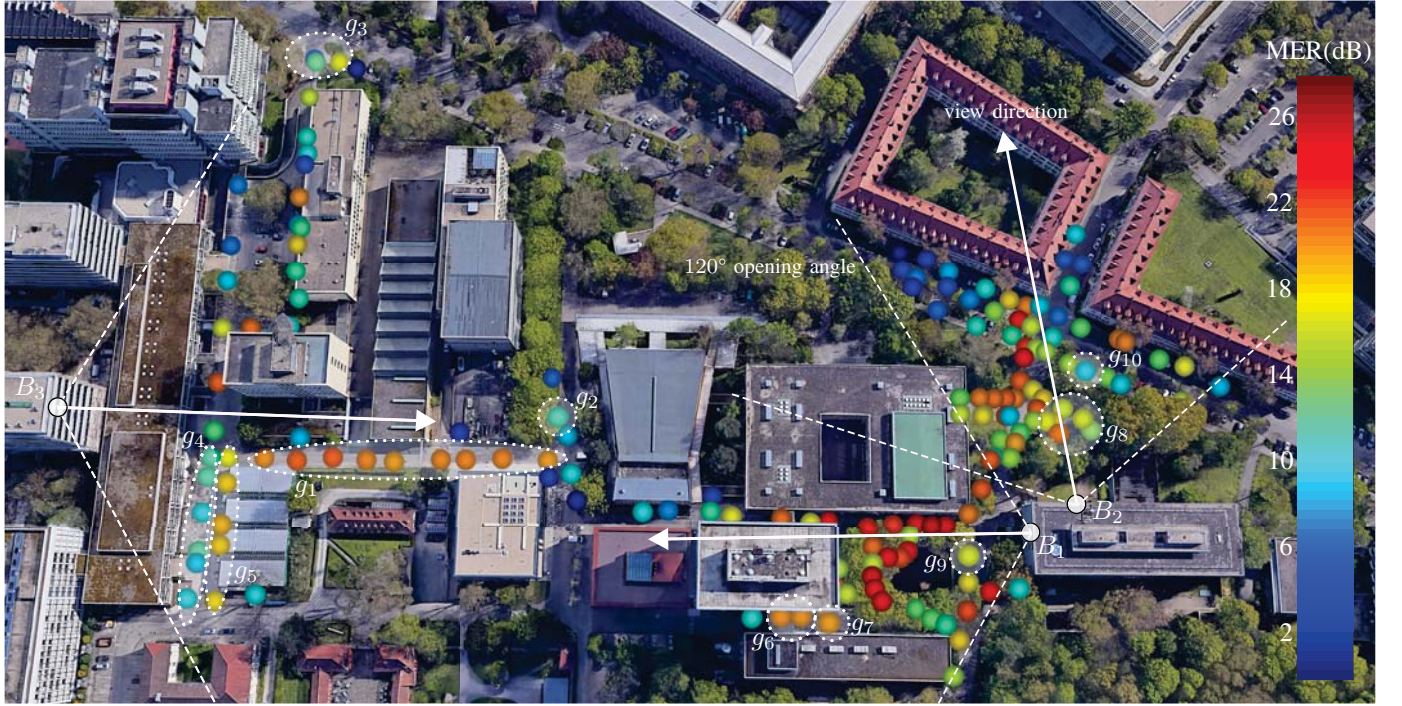 g3
MER(dB)
26
view direction
22
120° opening angle
18
g10
14
B3
g2
g4
g8
10
g1
B2
B1
6
g9
g5
g7
g6
2